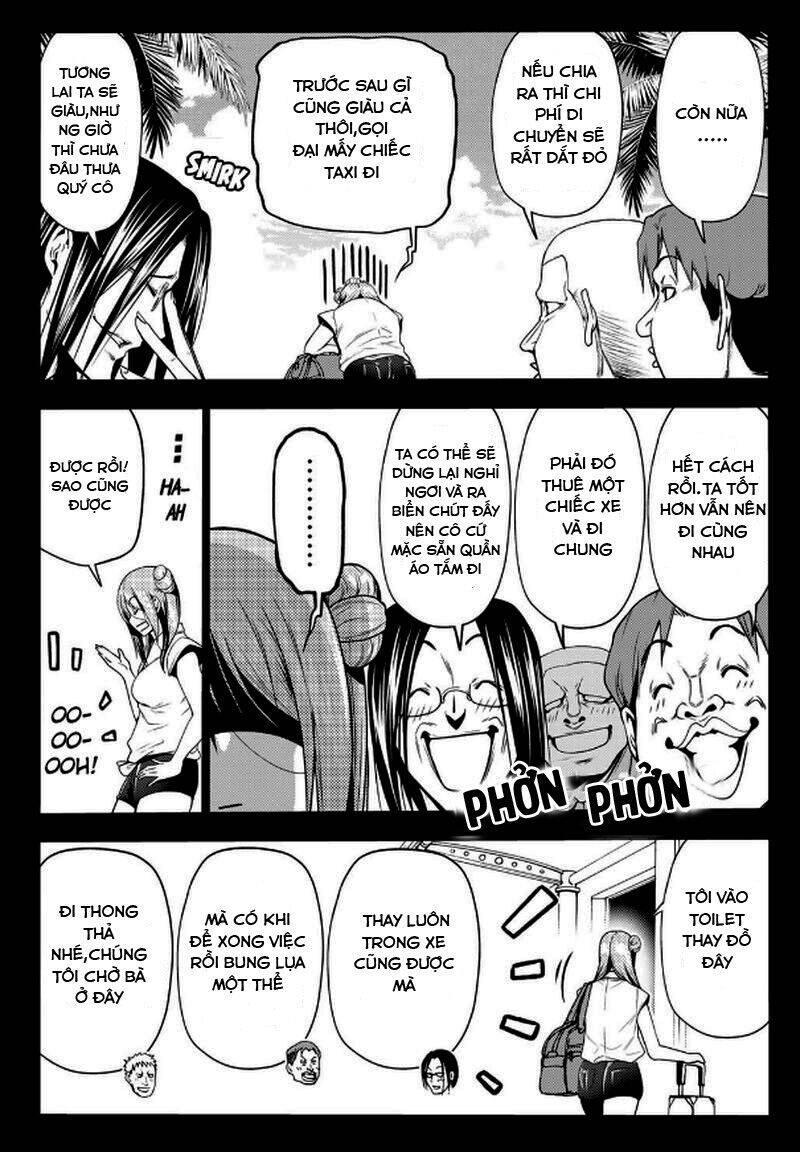 CÒN NỮA
.....
NẾU CHIA
RA THÌ CHI
PHÍ DI
CHUYỂN SẼ
RẤT DẮT ĐỎ
TRƯỚC SAU GÌ
CŨNG GIÀU CẢ
THÔI,GỌI
ĐẠI MẤY CHIẾC
TAXI ĐI
SMIRK
TƯƠNG
LAI TA SẼ
GIÀU,NHƯ
NG GIỜ
THÌ CHƯA
ĐÂU THƯA
QUÝ CÔ
HẾT CÁCH
RỒI.TA TỐT
HƠN VẪN NÊN
ĐI CÙNG
NHAU
PHẢI ĐÓ
THUÊ MỘT
CHIẾC XE
VÀ ĐI
CHUNG
TA CÓ THỂ SẼ
DỪNG LẠI NGHỈ
NGƠI VÀ RA
BIỂN CHÚT ĐẤY
NÊN CÔ CỨ
MẶC SẴN QUẦN
ÁO TẮM ĐI
PHỞN PHỞN
..........
...
HA-
AH
ĐƯỢC RỒI!
SAO CŨNG
ĐƯỢC
OO-
OO-
OOH!
TÔI VÀO
TOILET
THAY ĐỒ
ĐÂY
THAY LUÔN
TRONG XE
CŨNG ĐƯỢC
MÀ
MÀ CÓ KHI
ĐỂ XONG VIỆC
RỒI BUNG LỤA
MỘT THỂ
ĐI THONG
THẢ
NHÉ,CHÚNG
TÔI CHỜ BÀ
Ở ĐÂY